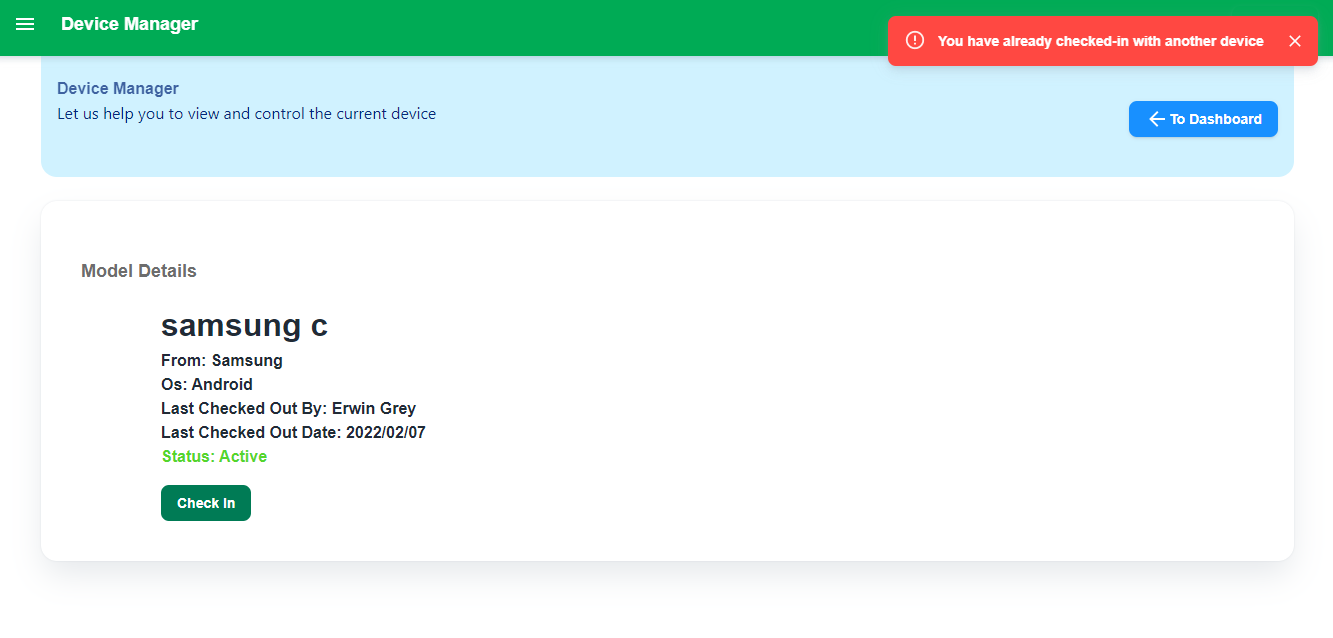 Device Manager
You have already checked-in with another device
Device Manager
Let us help you to view and control the current device
To Dashboard
Model Details
samsung c
From: Samsung
Os: Android
Last Checked Out By: Erwin Grey
Last Checked Out Date: 2022/02/07
Status: Active
Check In